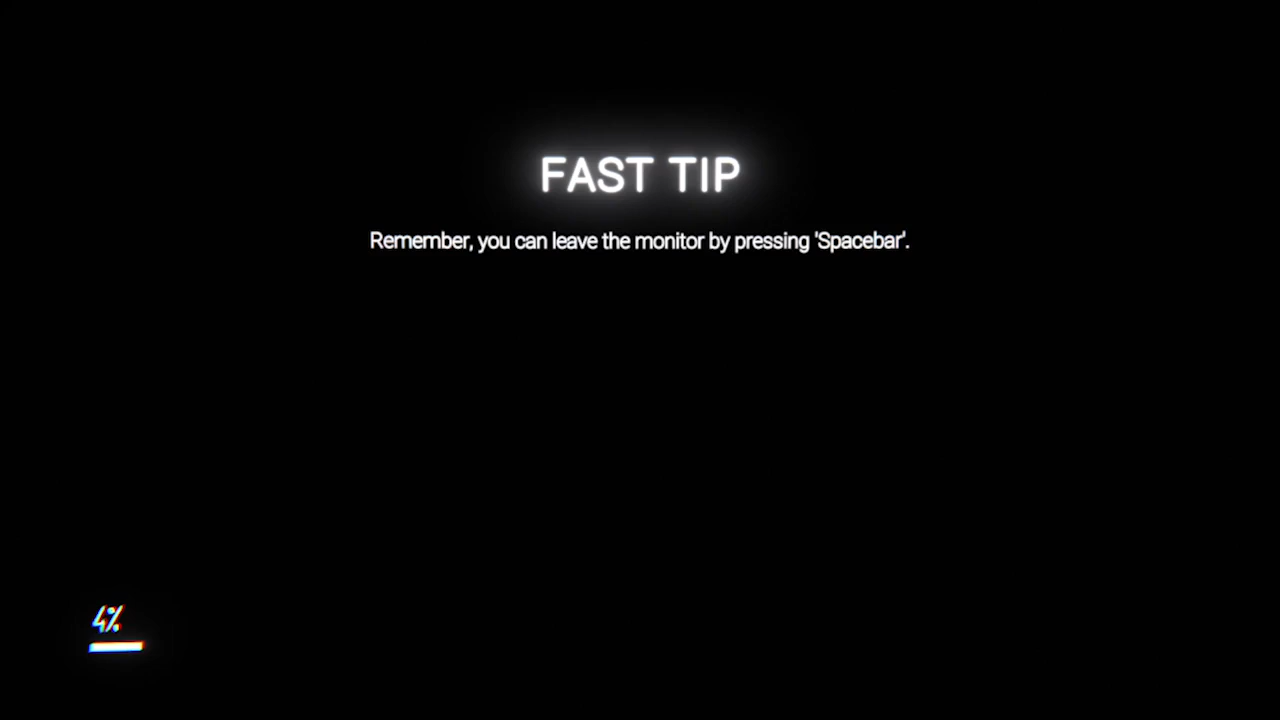 FAST TIP
Remember, you can leave the monitor by pressing 'Spacebar'.
4%